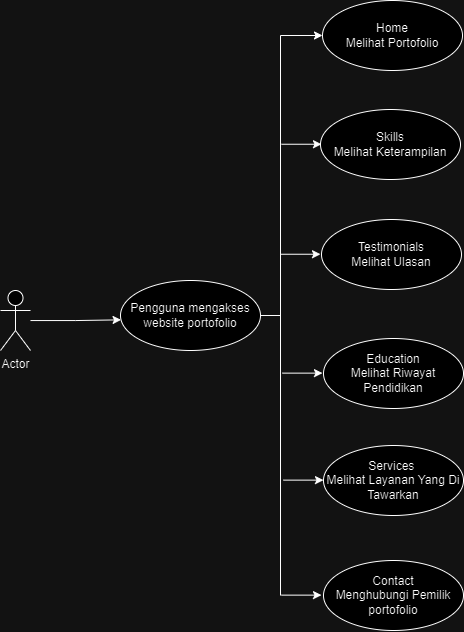 Home
Melihat Portofolio
Skills
Melihat Keterampilan
Testimonials
Melihat Ulasan
Pengguna mengakses
website portofolio
Actor
Education
Melihat Riwayat
Pendidikan
Services
Melihat Layanan Yang Di
Tawarkan
Contact
Menghubungi Pemilik
portofolio